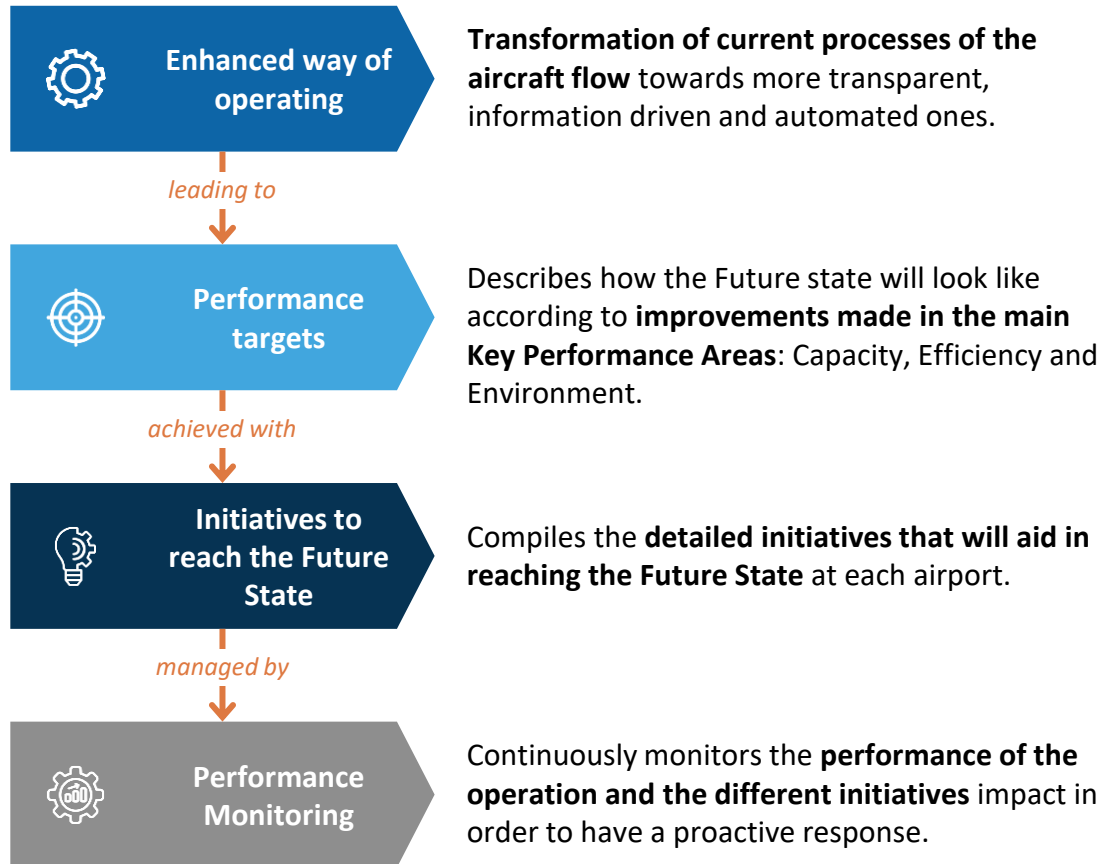 Enhanced way of
operating
Transformation of current processes of the
aircraft flow towards more transparent,
information driven and automated ones.
leading to
Performance
targets
Describes how the Future state will look like
according to improvements made in the main
Key Performance Areas: Capacity, Efficiency and
Environment.
achieved with
Initiatives to
reach the Future
State
Compiles the detailed initiatives that will aid in
reaching the Future State at each airport.
managed by
Performance
Monitoring
Continuously monitors the performance of the
operation and the different initiatives impact in
order to have a proactive response.